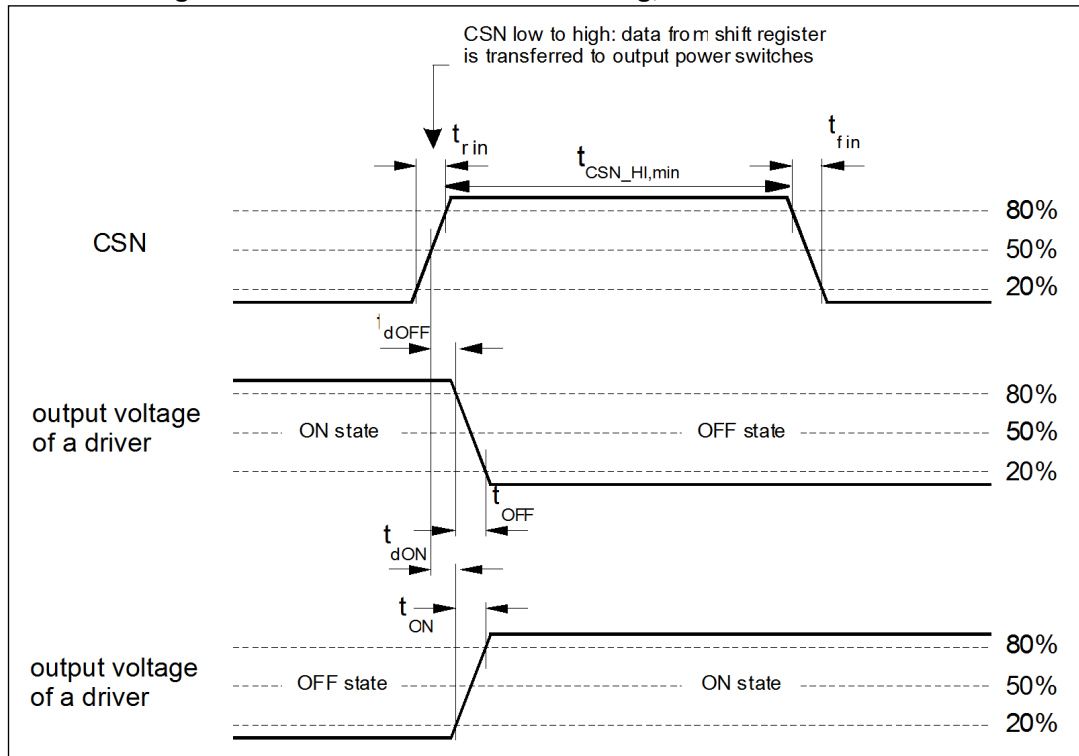 CSN low to high: data from shift register
is transferred to output power switches
t r in
t f in
t CSN_HI,min
80%
CSN
50%
20%
t dOFF
80%
output voltage
of a driver
ON state
OFF state
50%
20%
t OFF
t dON
t ON
80%
output voltage
of a driver
OFF state
ON state
50%
20%